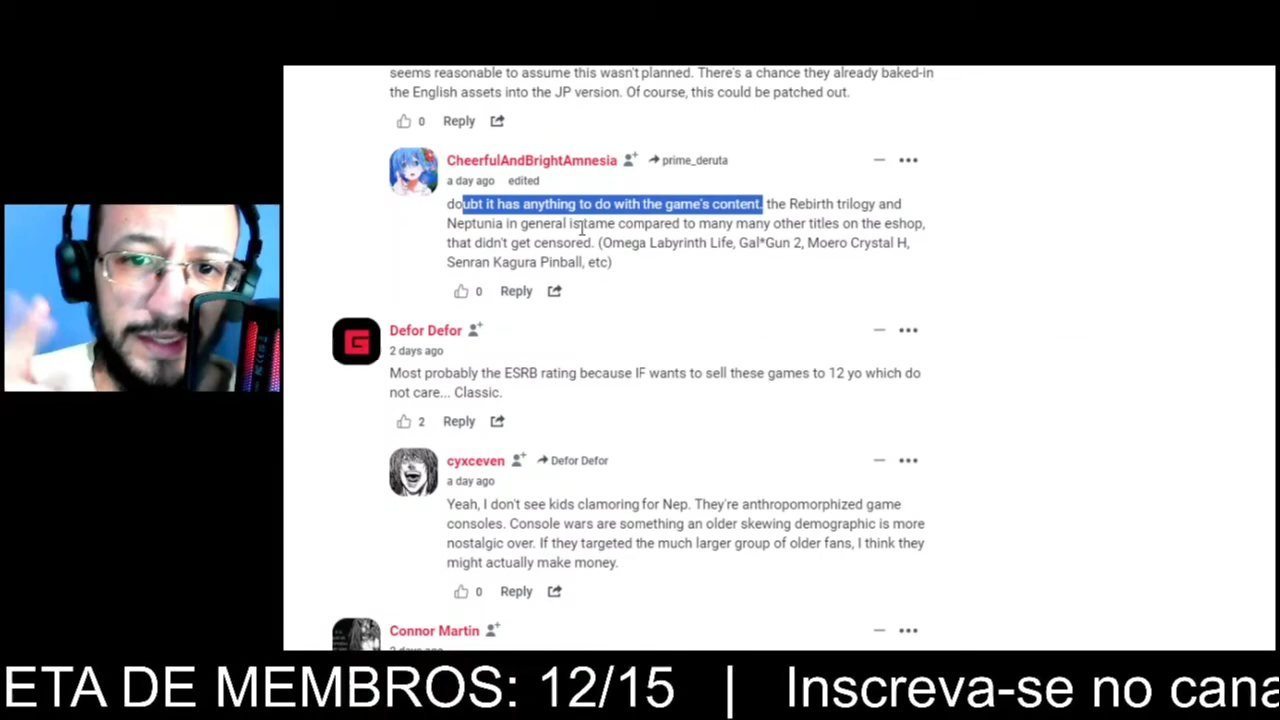 seems reasonable to assume this wasn't planned. There's a chance they already baked-in
the English assets into the JP version. Of course, this could be patched out.
0 Reply
CheerfulAndBrightAmnesia prime_deruta
a day ago edited
doubt it has anything to do with the game's content. the Rebirth trilogy and
Neptunia in general is tame compared to many many other titles on the eshop,
that didn't get censored. (Omega Labyrinth Life, Gal*Gun 2, Moero Crystal H,
Senran Kagura Pinball, etc)
0 Reply
Defor Defor
2 days ago
Most probably the ESRB rating because IF wants to sell these games to 12 yo which do
not care... Classic.
2 Reply
cyxceven Defor Defor
a day ago
Yeah, I don't see kids clamoring for Nep. They're anthropomorphized game
consoles. Console wars are something an older skewing demographic is more
nostalgic over. If they targeted the much larger group of older fans, I think they
might actually make money.
0 Reply
Connor Martin
ETA DE MEMBROS: 12/15 | Inscreva-se no cana